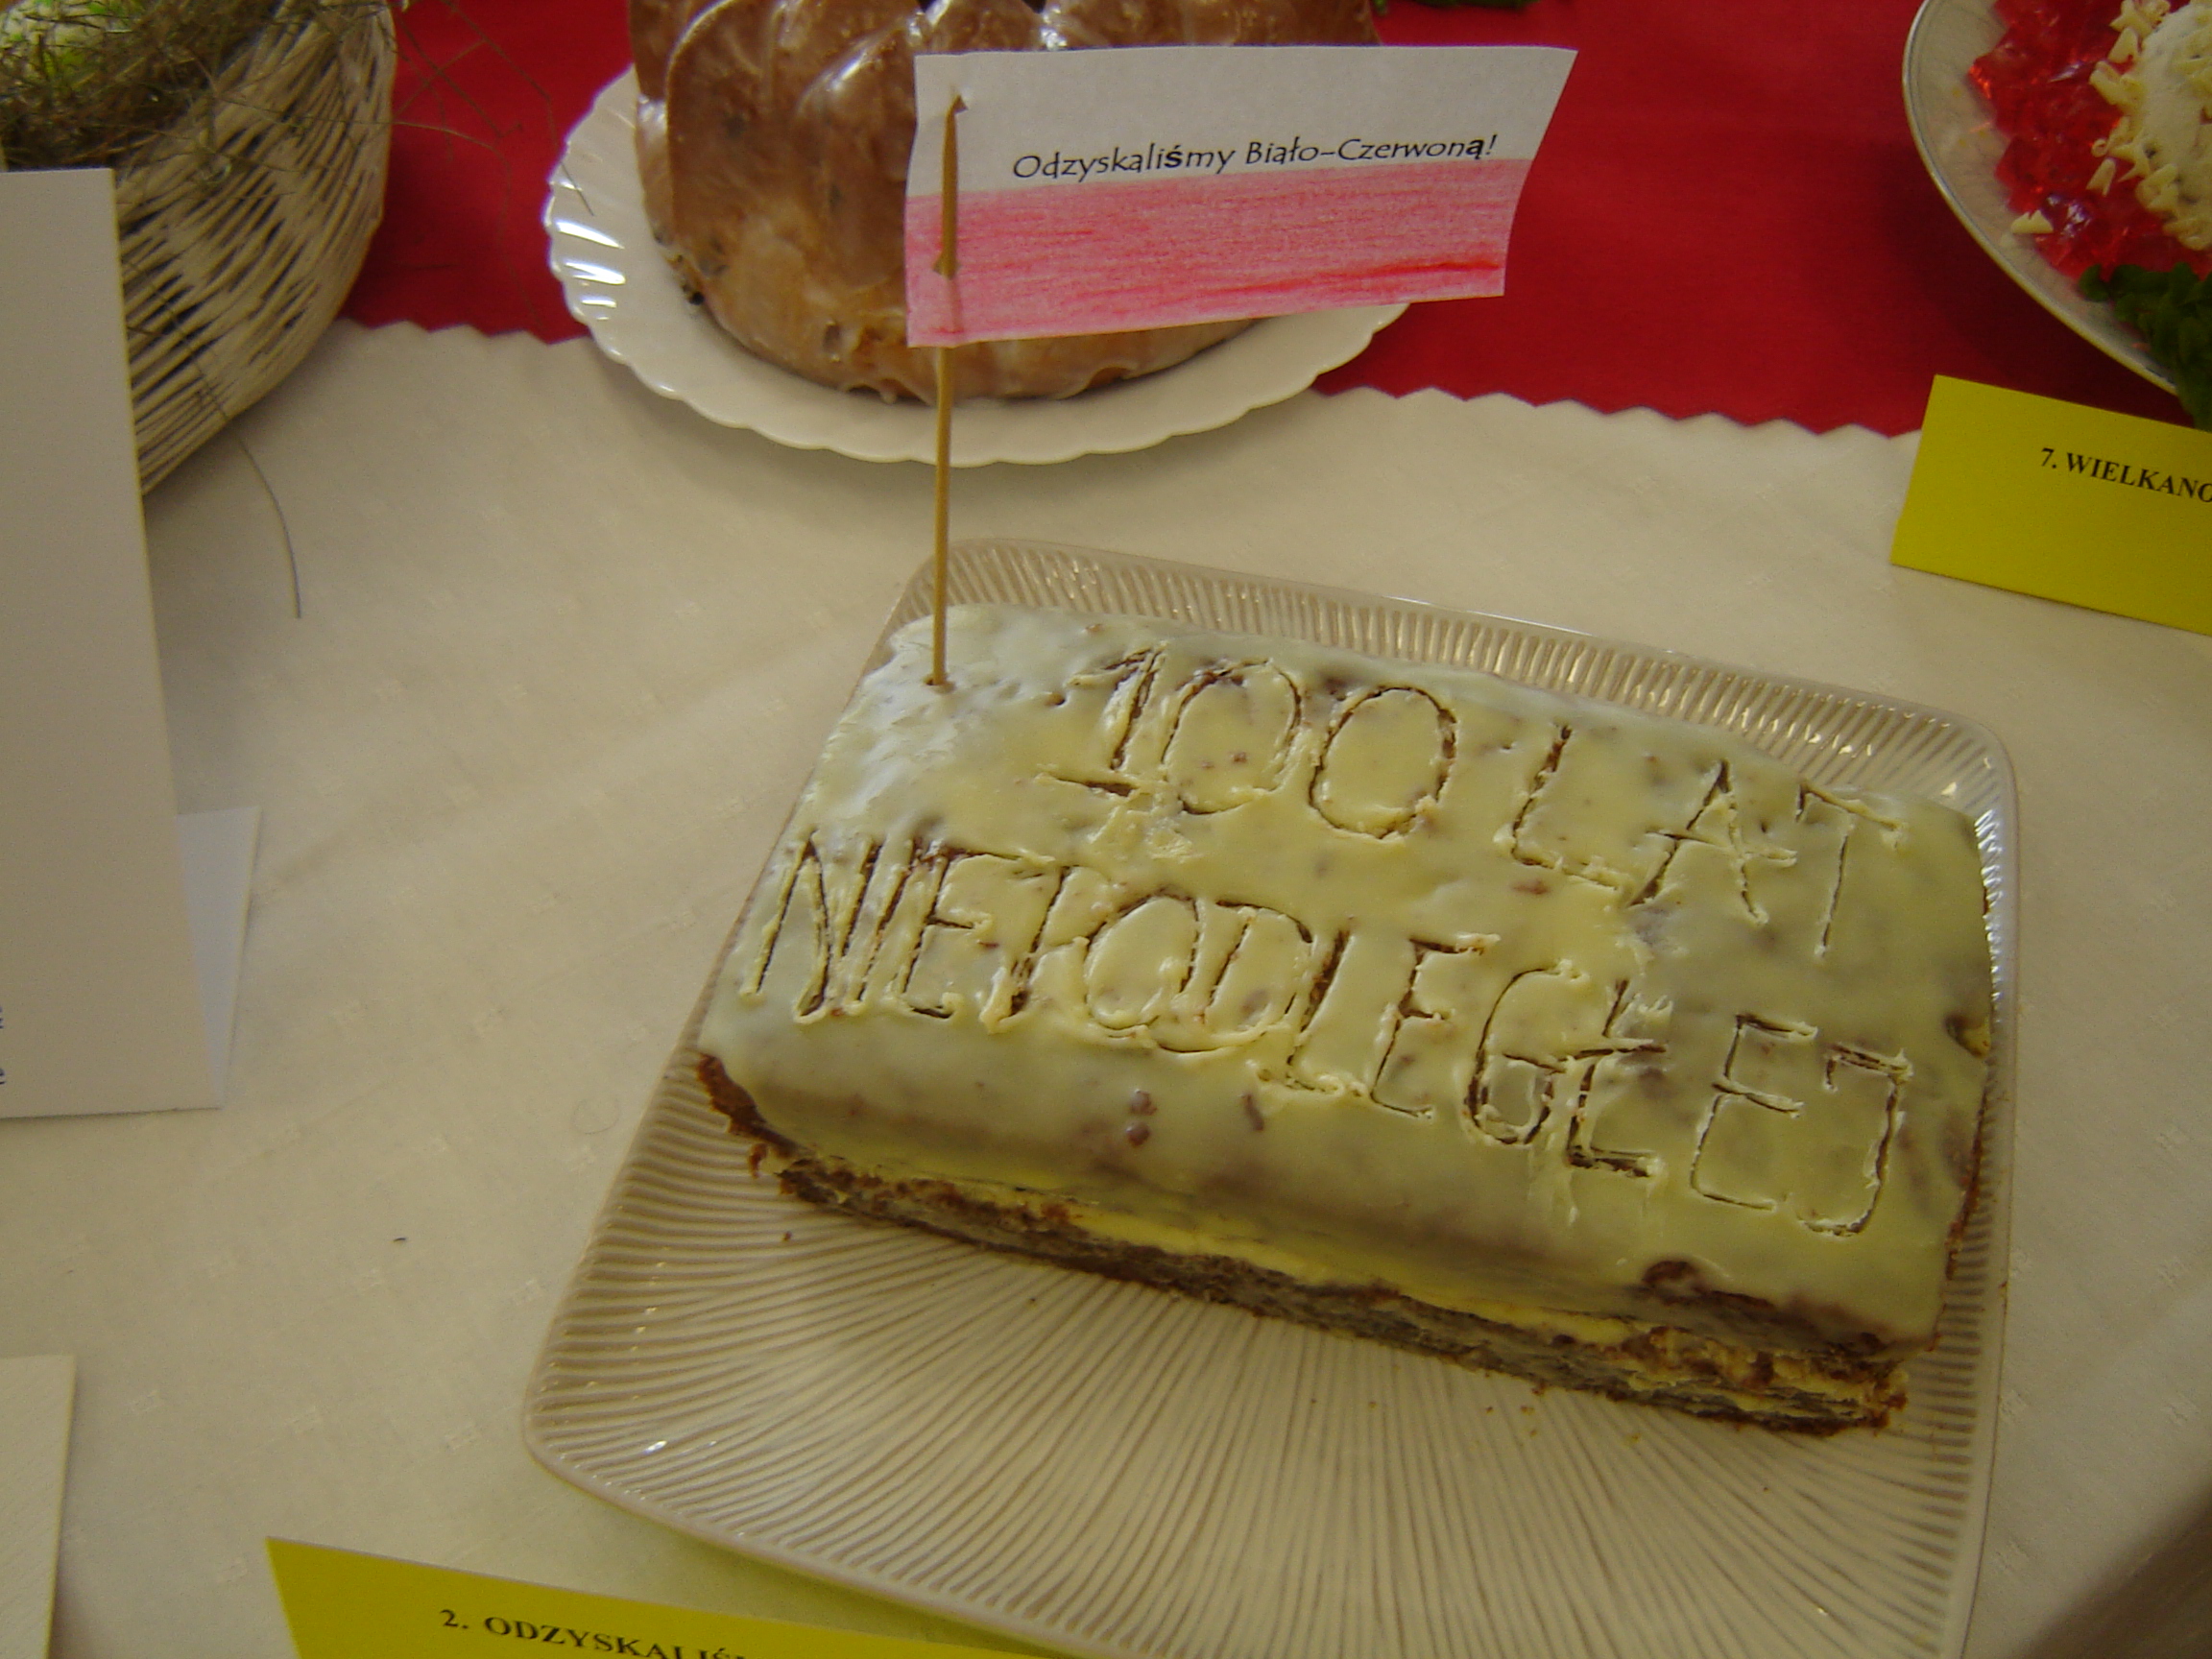 Odzyskaliśmy Biało-Czerwoną!
7. WIELKANO
100 LAT
NIEPODLEGŁEJ
2. ODZYSKALIŚ